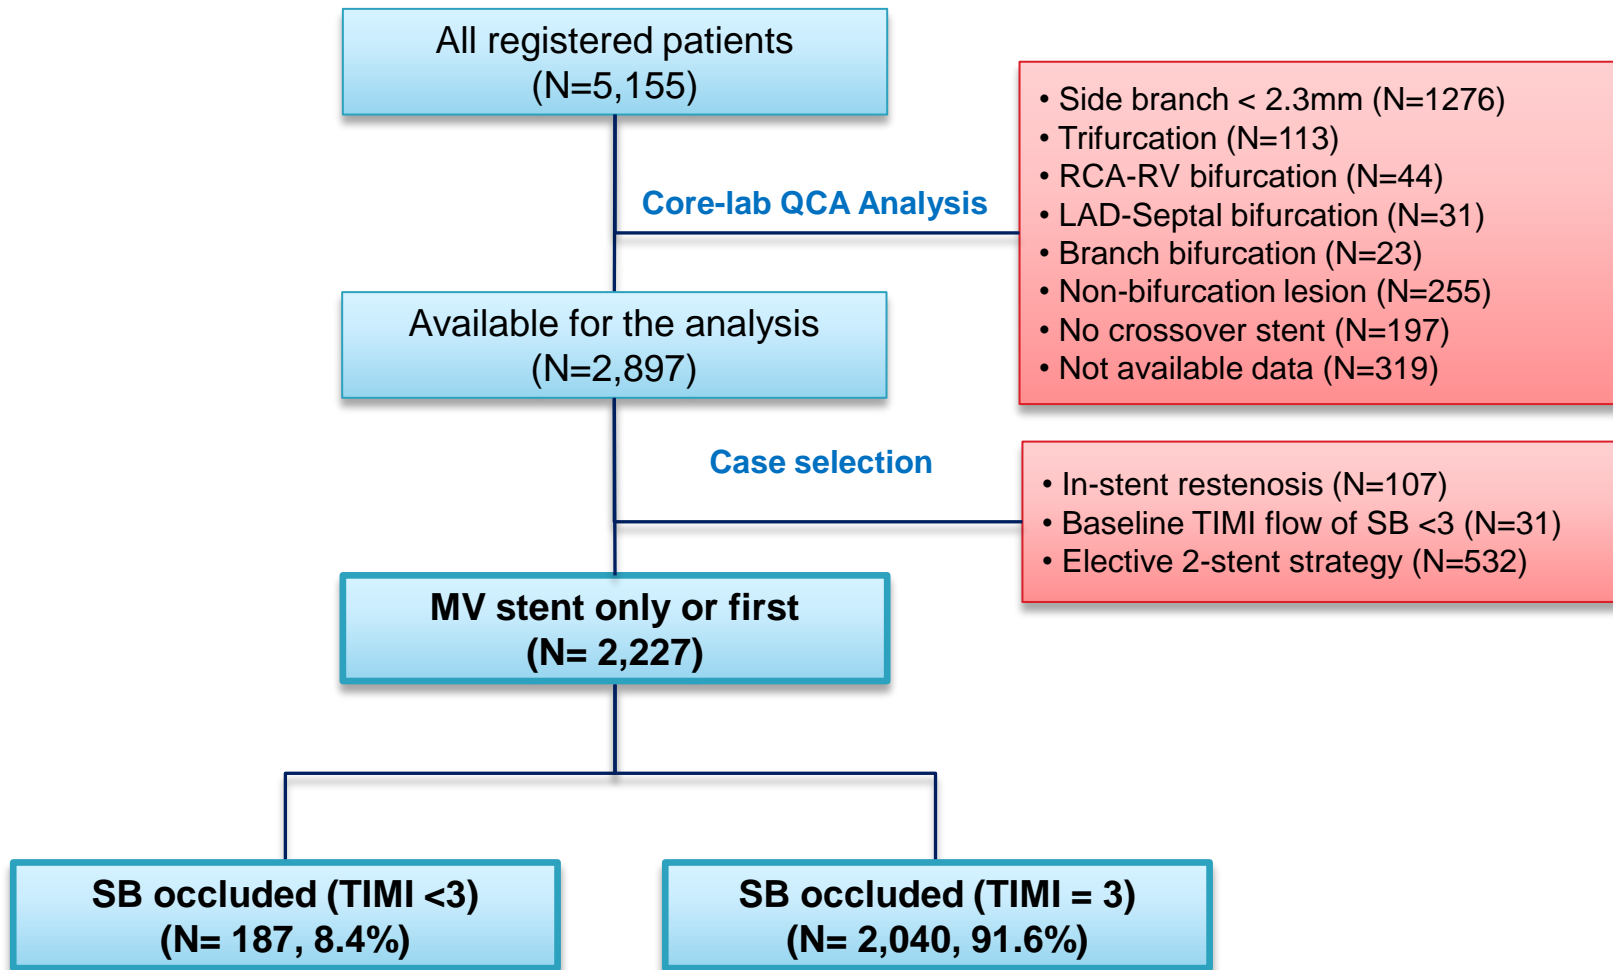 All registered patients
(N=5,155)
• Side branch < 2.3mm (N=1276)
• Trifurcation (N=113)
• RCA-RV bifurcation (N=44)
• LAD-Septal bifurcation (N=31)
• Branch bifurcation (N=23)
• Non-bifurcation lesion (N=255)
• No crossover stent (N=197)
• Not available data (N=319)
Core-lab QCA Analysis
Available for the analysis
(N=2,897)
Case selection
• In-stent restenosis (N=107)
• Baseline TIMI flow of SB <3 (N=31)
• Elective 2-stent strategy (N=532)
MV stent only or first
(N= 2,227)
SB occluded (TIMI <3)
(N= 187, 8.4%)
SB occluded (TIMI = 3)
(N= 2,040, 91.6%)